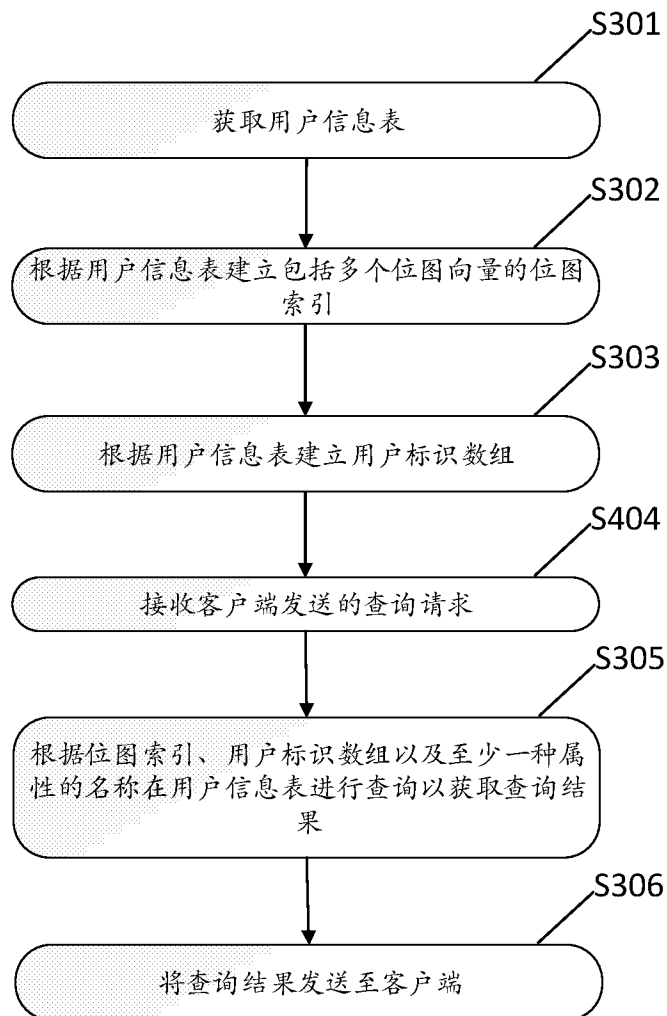 S301
获取用户信息表
S302
根据用户信息表建立包括多个位图向量的位图
索引
S303
根据用户信息表建立用户标识数组
S404
接收客户端发送的查询请求
S305
根据位图索引、用户标识数组以及至少一种属
性的名称在用户信息表进行查询以获取查询结
果
S306
将查询结果发送至客户端